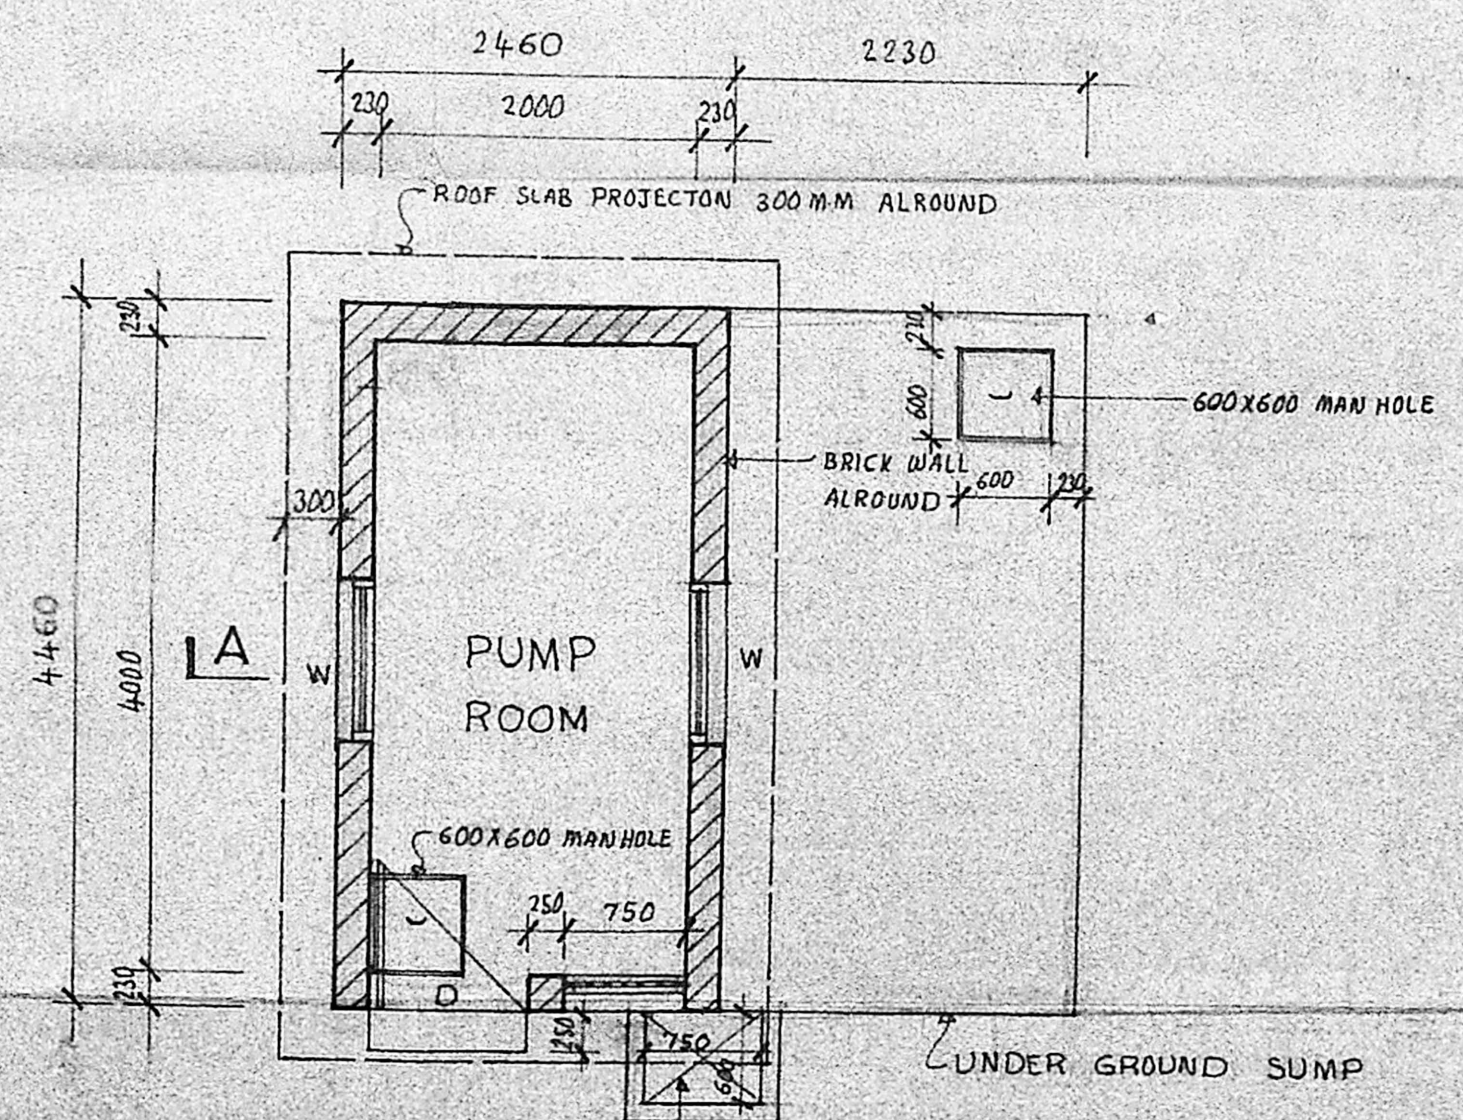 2460
2230
230
2000
230
ROOF SLAB PROJECTON 300 M.M ALROUND
230
230
600
600X600 MAN HOLE
BRICK WALL
ALROUND
600
230
300
4460
4000
A
W
W
PUMP
ROOM
600X600 MANHOLE
250
750
230
D
250
750
600
UNDER GROUND SUMP